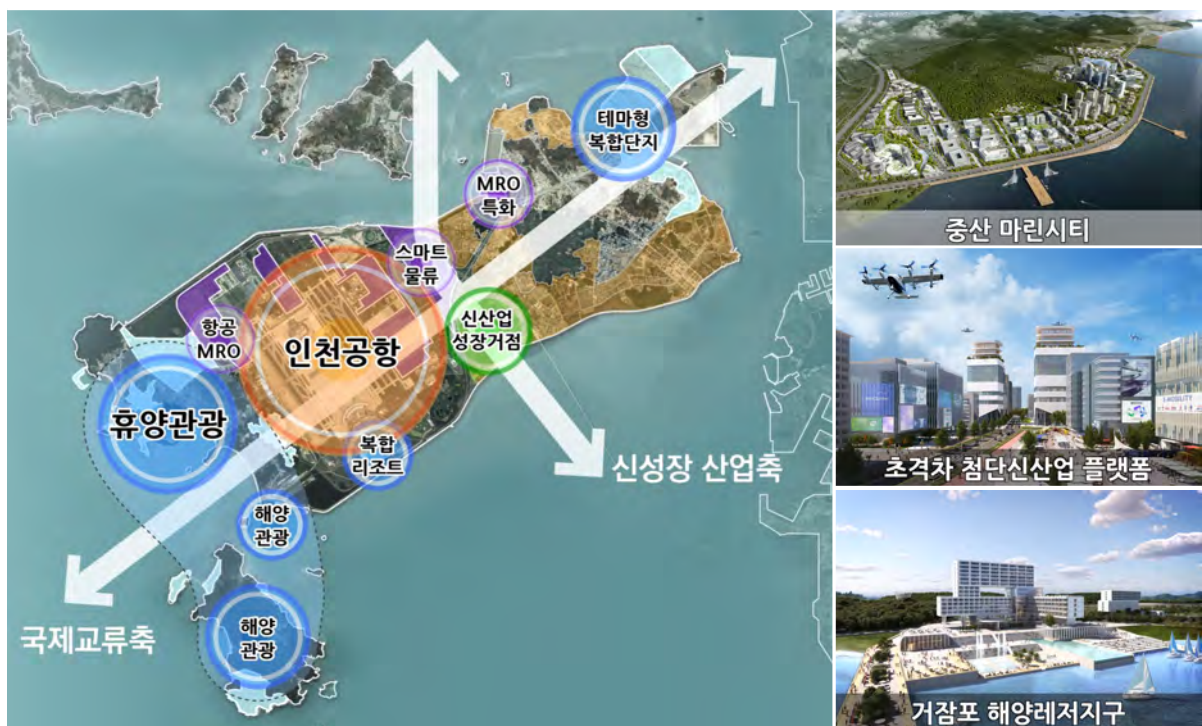 테마형
복합단지
MRO
특화
스마트
물류
항공
MRO
인천공항
신산업
성장거점
휴양관광
복합
리조트
신성장 산업축
해양
관광
국제교류축
해양
관광
중산 마린시티
초격차 첨단신산업 플랫폼
거잠포 해양레저지구